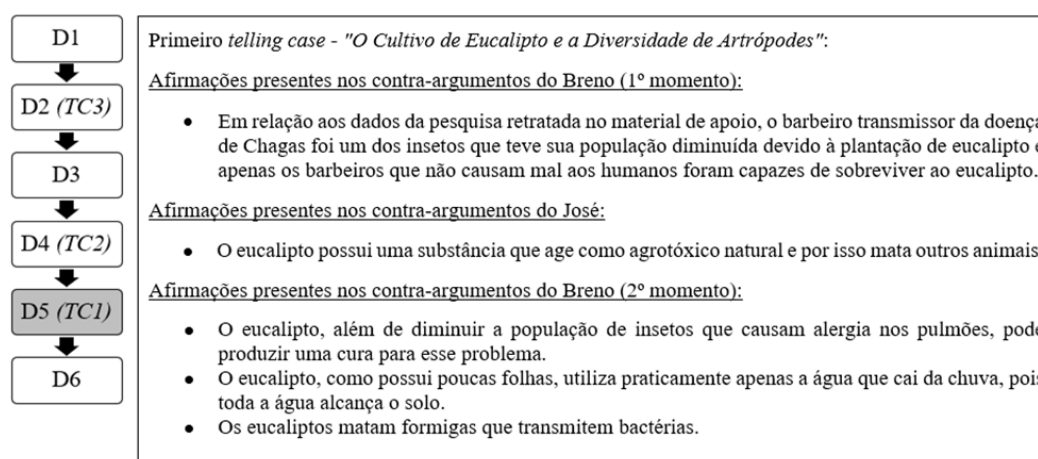 D1
D2 (TC3)
D3
D4 (TC2)
D5 (TC1)
D6
Primeiro telling case - "O Cultivo de Eucalipto e a Diversidade de Artrópodes":
Afirmações presentes nos contra-argumentos do Breno (1º momento):
• Em relação aos dados da pesquisa retratada no material de apoio, o barbeiro transmissor da doença
de Chagas foi um dos insetos que teve sua população diminuída devido à plantação de eucalipto e
apenas os barbeiros que não causam mal aos humanos foram capazes de sobreviver ao eucalipto.
Afirmações presentes nos contra-argumentos do José:
• O eucalipto possui uma substância que age como agrotóxico natural e por isso mata outros animais
Afirmações presentes nos contra-argumentos do Breno (2º momento):
• O eucalipto, além de diminuir a população de insetos que causam alergia nos pulmões, pode
produzir uma cura para esse problema.
• O eucalipto, como possui poucas folhas, utiliza praticamente apenas a água que cai da chuva, pois
toda a água alcança o solo.
• Os eucaliptos matam formigas que transmitem bactérias.